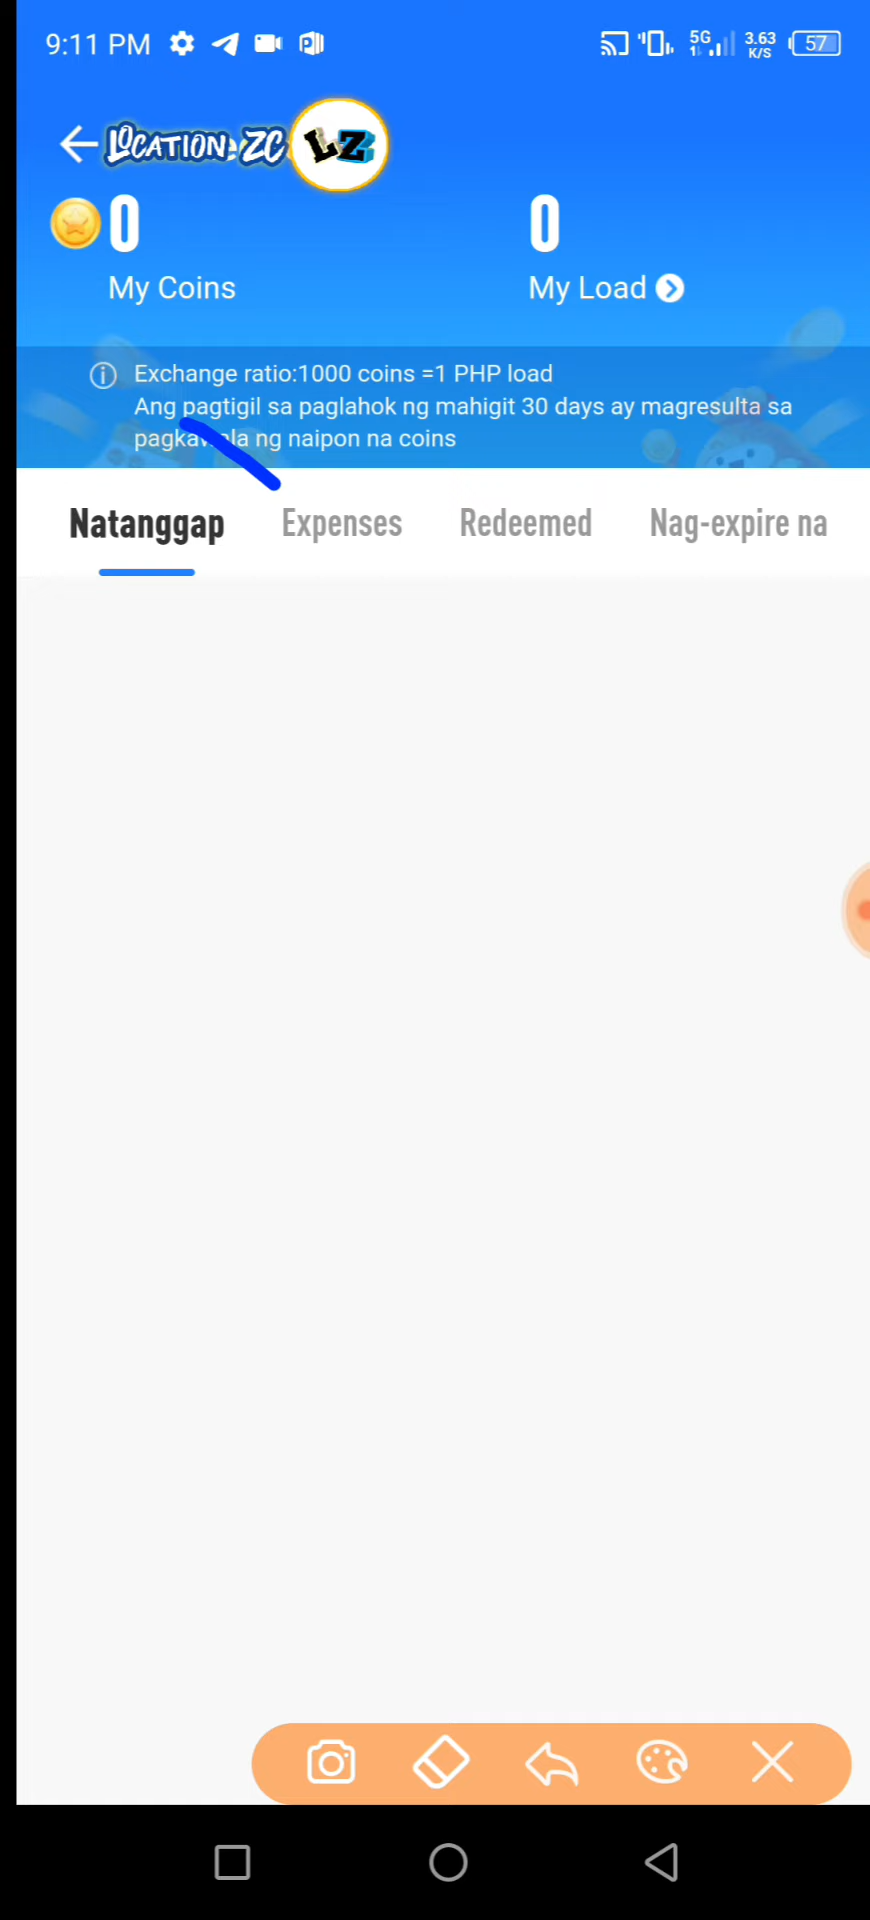 9:11 PM
5G
3.63
K/S
57
LOCATION ZC
LZ
0
0
My Coins
My Load
Exchange ratio:1000 coins =1 PHP load
Ang pagtigil sa paglahok ng mahigit 30 days ay magresulta sa
ng naipon na coins
Natanggap
Expenses
Redeemed
Nag-expire na